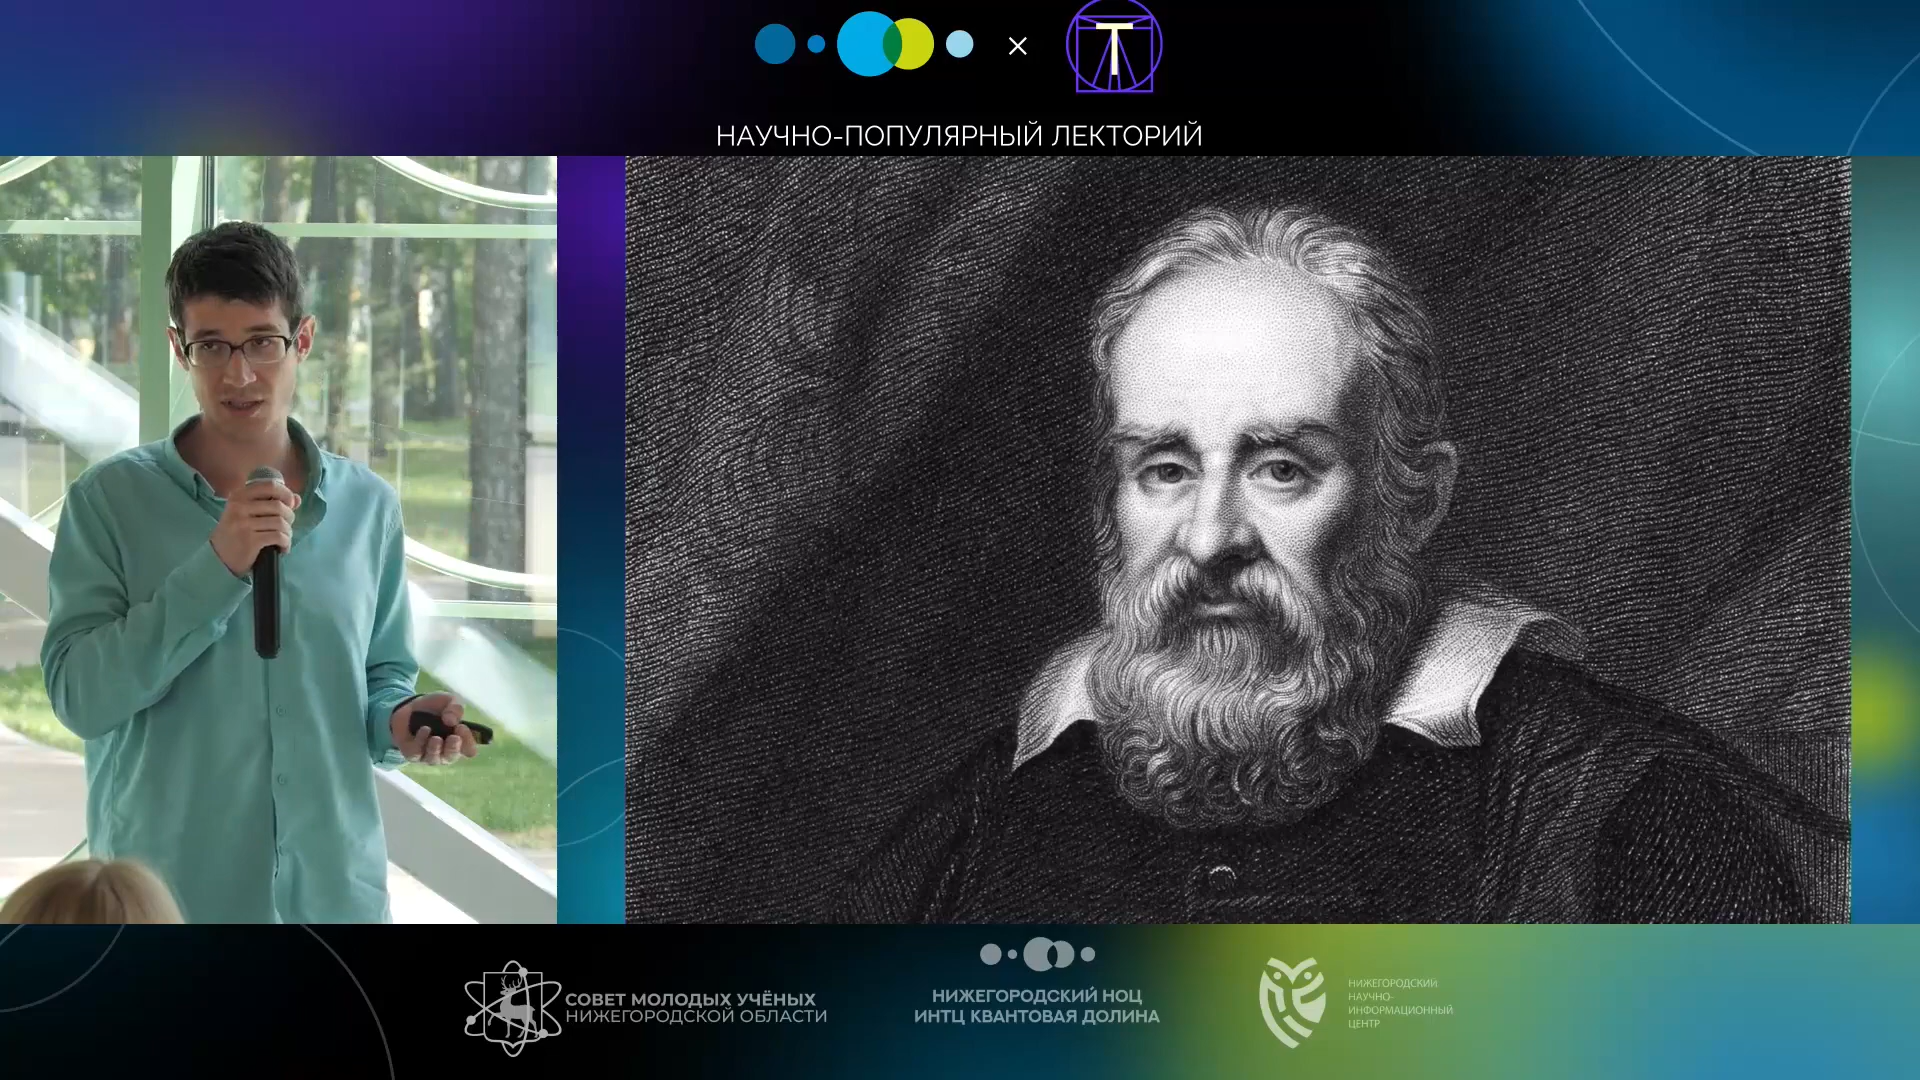 Т
НАУЧНО-ПОПУЛЯРНЫЙ ЛЕКТОРИЙ
СОВЕТ МОЛОДЫХ УЧЁНЫХ
НИЖЕГОРОДСКОЙ ОБЛАСТИ
НИЖЕГОРОДСКИЙ НОЦ
ИНТЦ КВАНТОВАЯ ДОЛИНА
НИЖЕГОРОДСКИЙ
НАУЧНО-
ИНФОРМАЦИОННЫЙ
ЦЕНТР